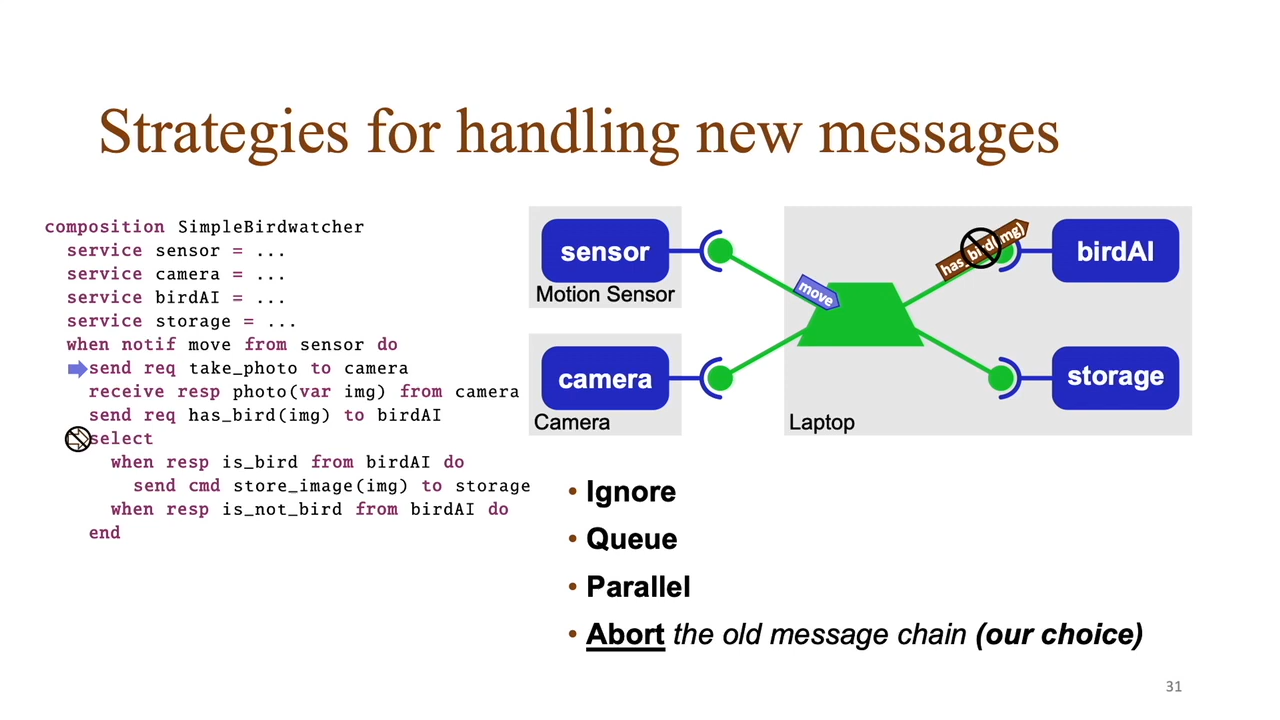 Strategies for handling new messages
composition SimpleBirdwatcher
service sensor = ...
service camera = ...
service birdAI = ...
service storage = ...
when notif move from sensor do
send req take_photo to camera
receive resp photo(var img) from camera
send req has_bird(img) to birdAI
select
when resp is_bird from birdAI do
send cmd store_image(img) to storage
when resp is_not_bird from birdAI do
end
sensor
Motion Sensor
camera
Camera
move
has_bird(img)
birdAI
storage
Laptop
• Ignore
• Queue
• Parallel
• Abort the old message chain (our choice)
31